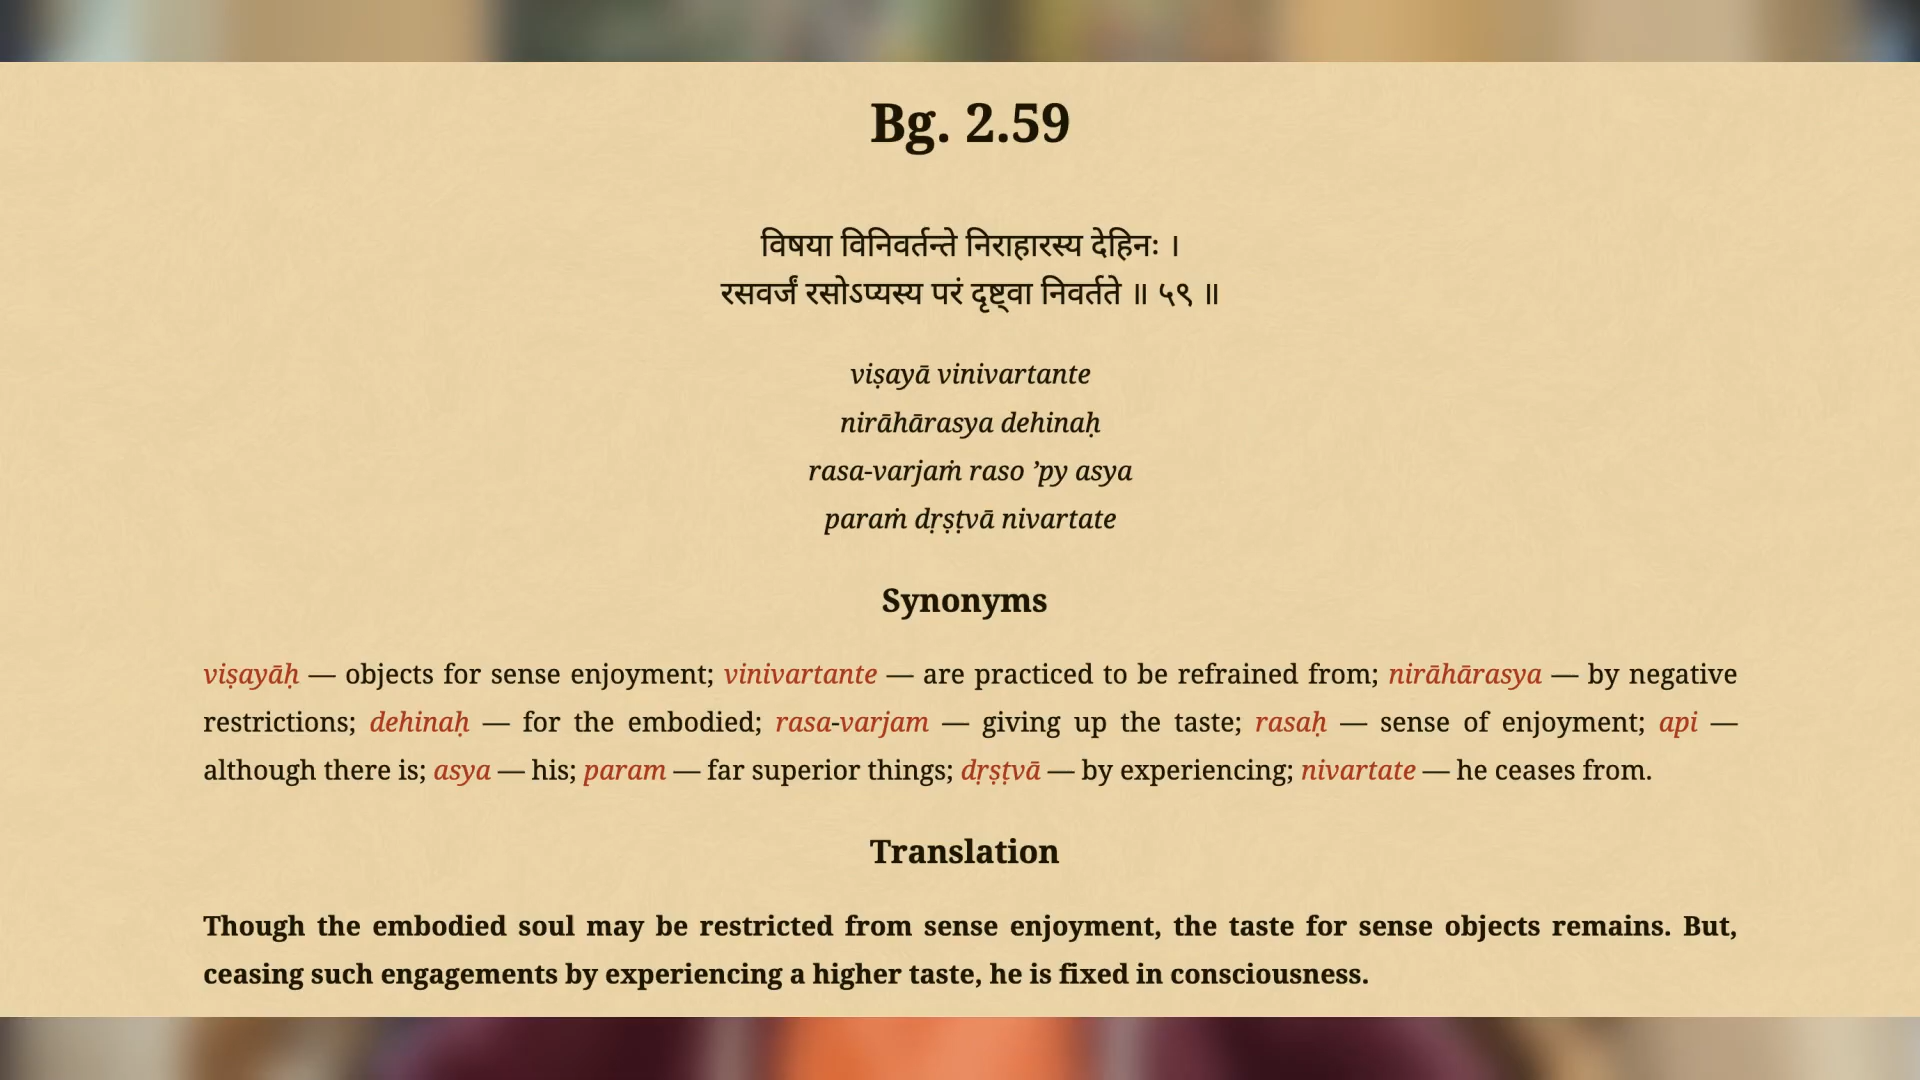 Bg. 2.59
विषया विनिवर्तन्ते निराहारस्य देहिनः ।
रसवर्जं रसोऽप्यस्य परं दृष्ट्वा निवर्तते ॥ ५९ ॥
viṣayā vinivartante
nirāhārasya dehinaḥ
rasa-varjaṁ raso ’py asya
paraṁ dṛṣṭvā nivartate
Synonyms
viṣayāḥ — objects for sense enjoyment; vinivartante — are practiced to be refrained from; nirāhārasya — by negative
restrictions; dehinaḥ — for the embodied; rasa-varjam — giving up the taste; rasaḥ — sense of enjoyment; api —
although there is; asya — his; param — far superior things; dṛṣṭvā — by experiencing; nivartate — he ceases from.
Translation
Though the embodied soul may be restricted from sense enjoyment, the taste for sense objects remains. But,
ceasing such engagements by experiencing a higher taste, he is fixed in consciousness.